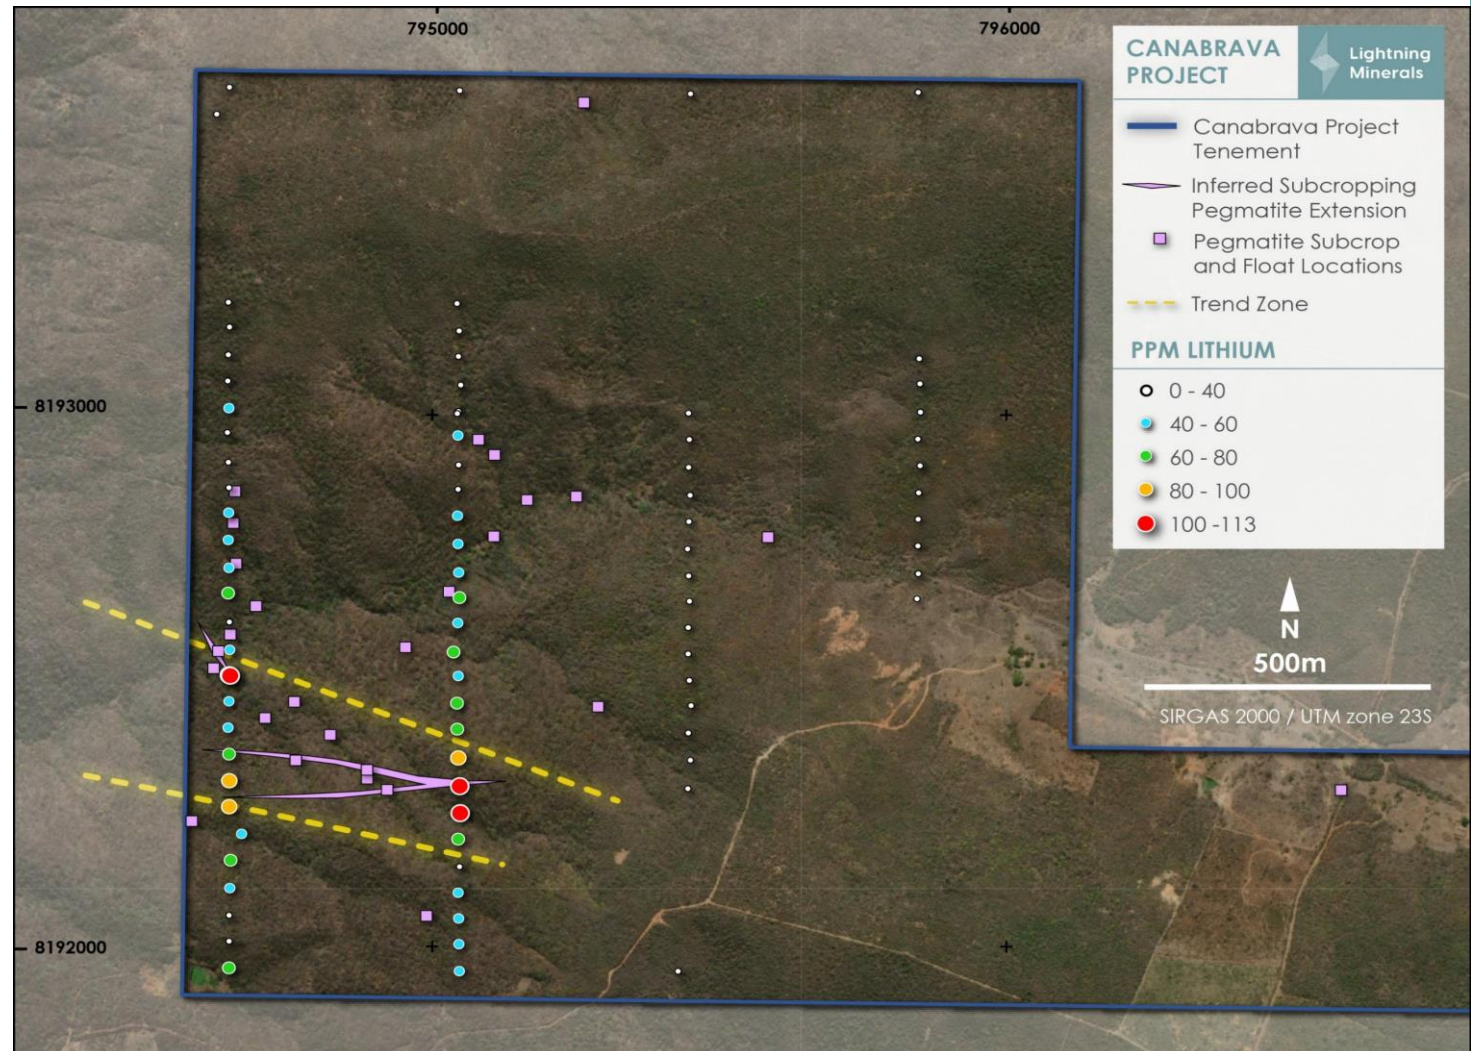 795000
796000
CANABRAVA
PROJECT
Lightning
Minerals
Canabrava Project
Tenement
Inferred Subcropping
Pegmatite Extension
Pegmatite Subcrop
and Float Locations
Trend Zone
PPM LITHIUM
0 - 40
40 - 60
60 - 80
80 - 100
100 -113
8193000
N
500m
SIRGAS 2000 / UTM zone 23S
8192000